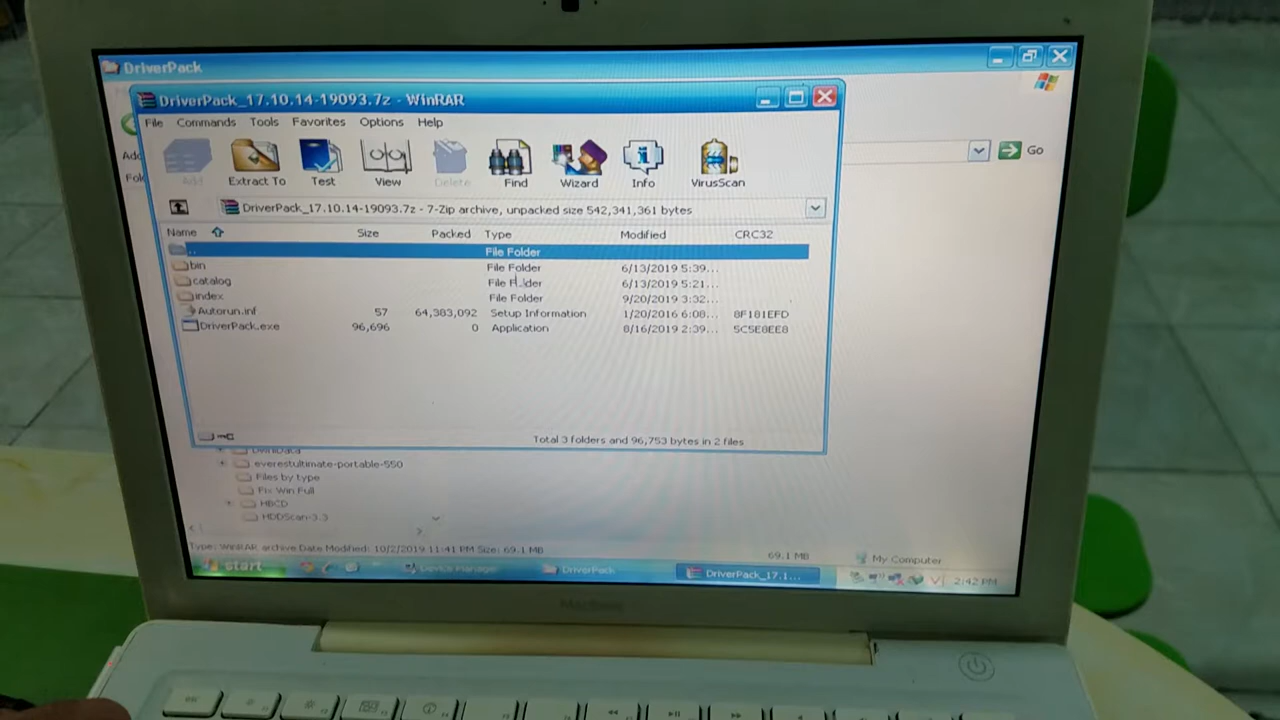 DriverPack
DriverPack_17.10.14-19093.7z - WinRAR
File Commands Tools Favorites Options Help
Add Extract To Test View Delete Find Wizard Info VirusScan
Go
DriverPack_17.10.14-19093.7z - 7-Zip archive, unpacked size 542,341,361 bytes
Name Size Packed Type Modified CRC32
.. File Folder
bin File Folder 6/13/2019 5:39...
catalog File Folder 6/13/2019 5:21...
index File Folder 9/20/2019 3:32...
Autorun.inf 57 64,383,092 Setup Information 1/20/2016 6:08... 8F181EFD
DriverPack.exe 96,696 0 Application 8/16/2019 2:39... 5C5E8EE8
Total 3 folders and 96,753 bytes in 2 files
everestultimate-portable-550
Files by type
Fix Win Full
HBCD
HDDScan-3.3
Type: WinRAR archive Date Modified: 10/2/2019 11:41 PM Size: 69.1 MB
69.1 MB
My Computer
start
Device Manager
DriverPack
DriverPack_17.1...
2:42 PM
MacBook